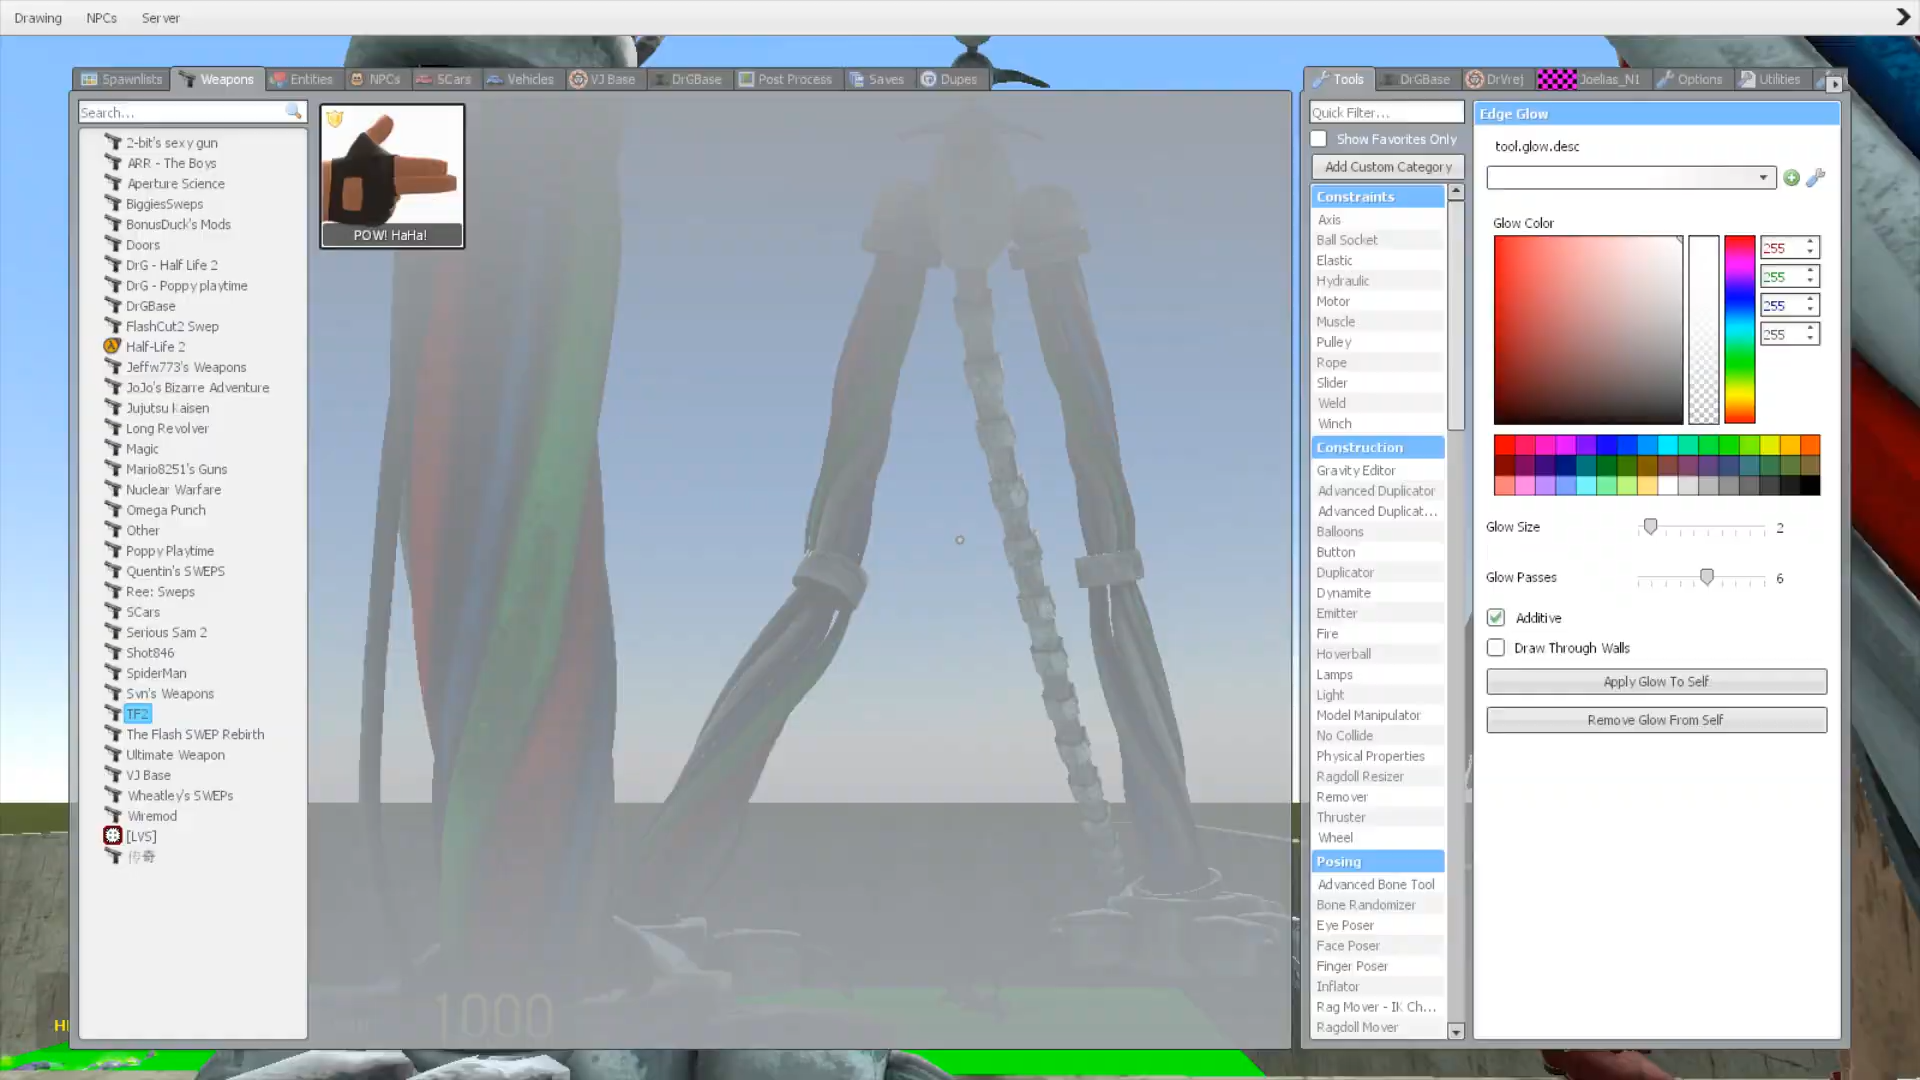 Drawing NPCs Server
Spawnlists Weapons Entities NPCs SCars Vehicles VJ Base DrGBase Post Process Saves Dupes
Search...
2-bit's sexy gun
ARR - The Boys
Aperture Science
BiggiesSweps
BonusDuck's Mods
Doors
DrG - Half Life 2
DrG - Poppy playtime
DrGBase
FlashCut2 Swep
Half-Life 2
Jeffw773's Weapons
JoJo's Bizarre Adventure
Jujutsu Kaisen
Long Revolver
Magic
Mario8251's Guns
Nuclear Warfare
Omega Punch
Other
Poppy Playtime
Quentin's SWEPS
Ree: Sweps
SCars
Serious Sam 2
Shot846
SpiderMan
Svn's Weapons
TF2
The Flash SWEP Rebirth
Ultimate Weapon
VJ Base
Wheatley's SWEPs
Wiremod
[LVS]
传奇
POW! HaHa!
1000
Tools DrGBase DrVrej Joelias_N1 Options Utilities
Quick Filter...
Show Favorites Only
Add Custom Category
Constraints
Axis
Ball Socket
Elastic
Hydraulic
Motor
Muscle
Pulley
Rope
Slider
Weld
Winch
Construction
Gravity Editor
Advanced Duplicator
Advanced Duplicat...
Balloons
Button
Duplicator
Dynamite
Emitter
Fire
Hoverball
Lamps
Light
Model Manipulator
No Collide
Physical Properties
Ragdoll Resizer
Remover
Thruster
Wheel
Posing
Advanced Bone Tool
Bone Randomizer
Eye Poser
Face Poser
Finger Poser
Inflator
Rag Mover - IK Ch...
Ragdoll Mover
Edge Glow
tool.glow.desc
Glow Color
255
255
255
255
Glow Size 2
Glow Passes 6
Additive
Draw Through Walls
Apply Glow To Self
Remove Glow From Self